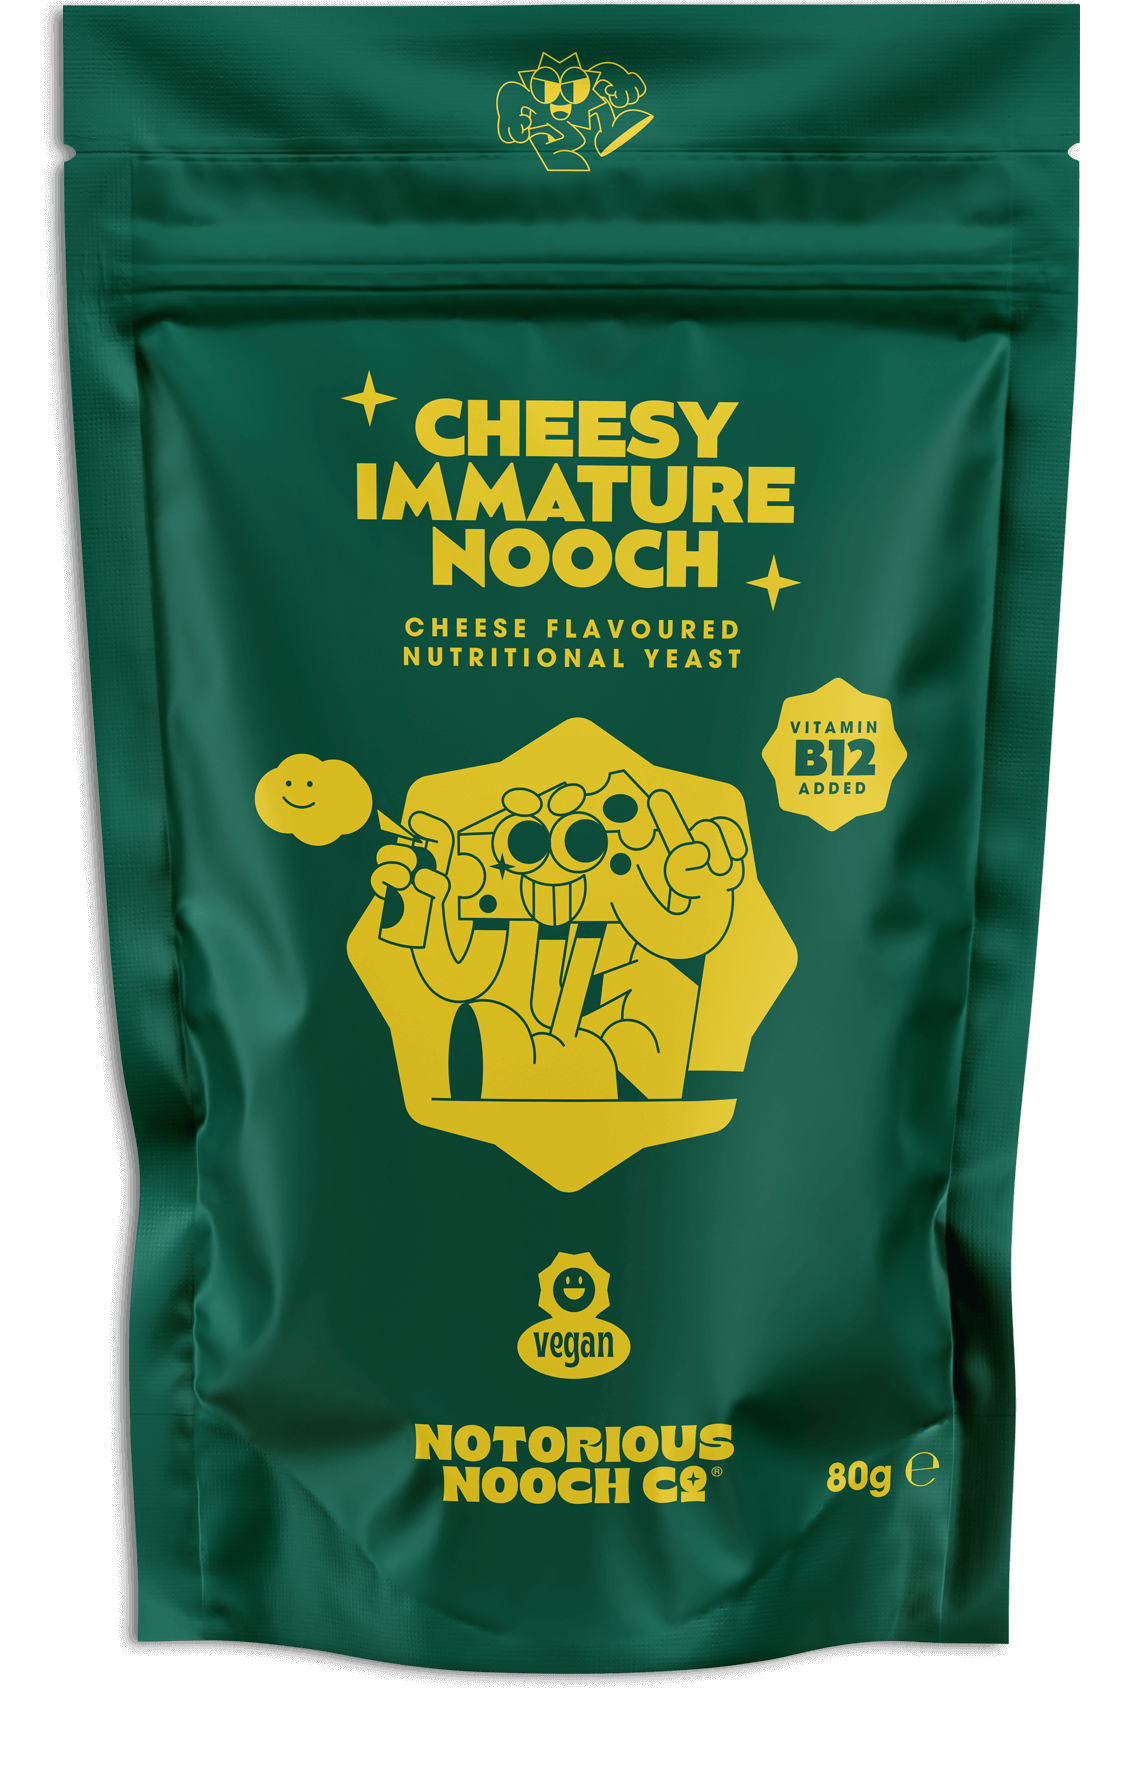 CHEESY
IMMATURE
NOOCH
CHEESE FLAVOURED
NUTRITIONAL YEAST
VITAMIN
B12
ADDED
vegan
NOTORIOUS
NOOCH CO®
80g ℮